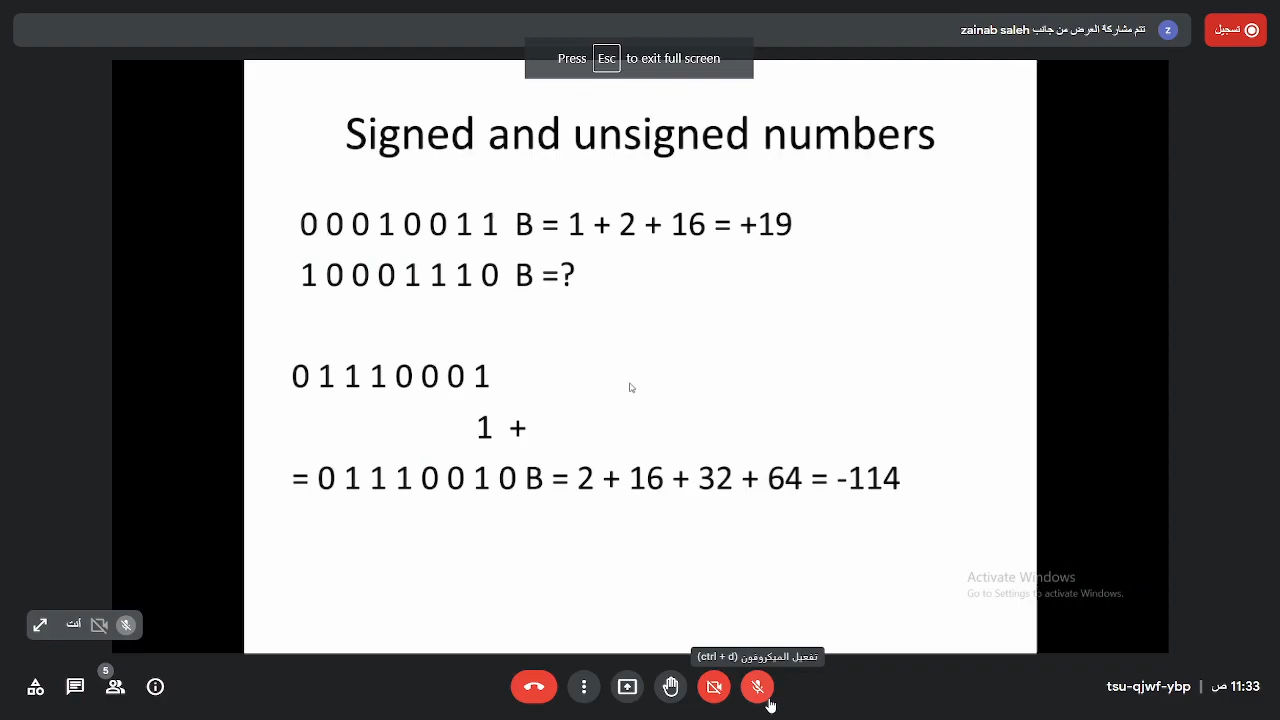 تتم مشاركة العرض من جانب zainab saleh
z
تسجيل
Press Esc to exit full screen
Signed and unsigned numbers
0 0 0 1 0 0 1 1 B = 1 + 2 + 16 = +19
1 0 0 0 1 1 1 0 B =?
0 1 1 1 0 0 0 1
1 +
= 0 1 1 1 0 0 1 0 B = 2 + 16 + 32 + 64 = -114
Activate Windows
Go to Settings to activate Windows.
أنت
تفعيل الميكروفون (ctrl + d)
5
tsu-qjwf-ybp | 11:33 ص